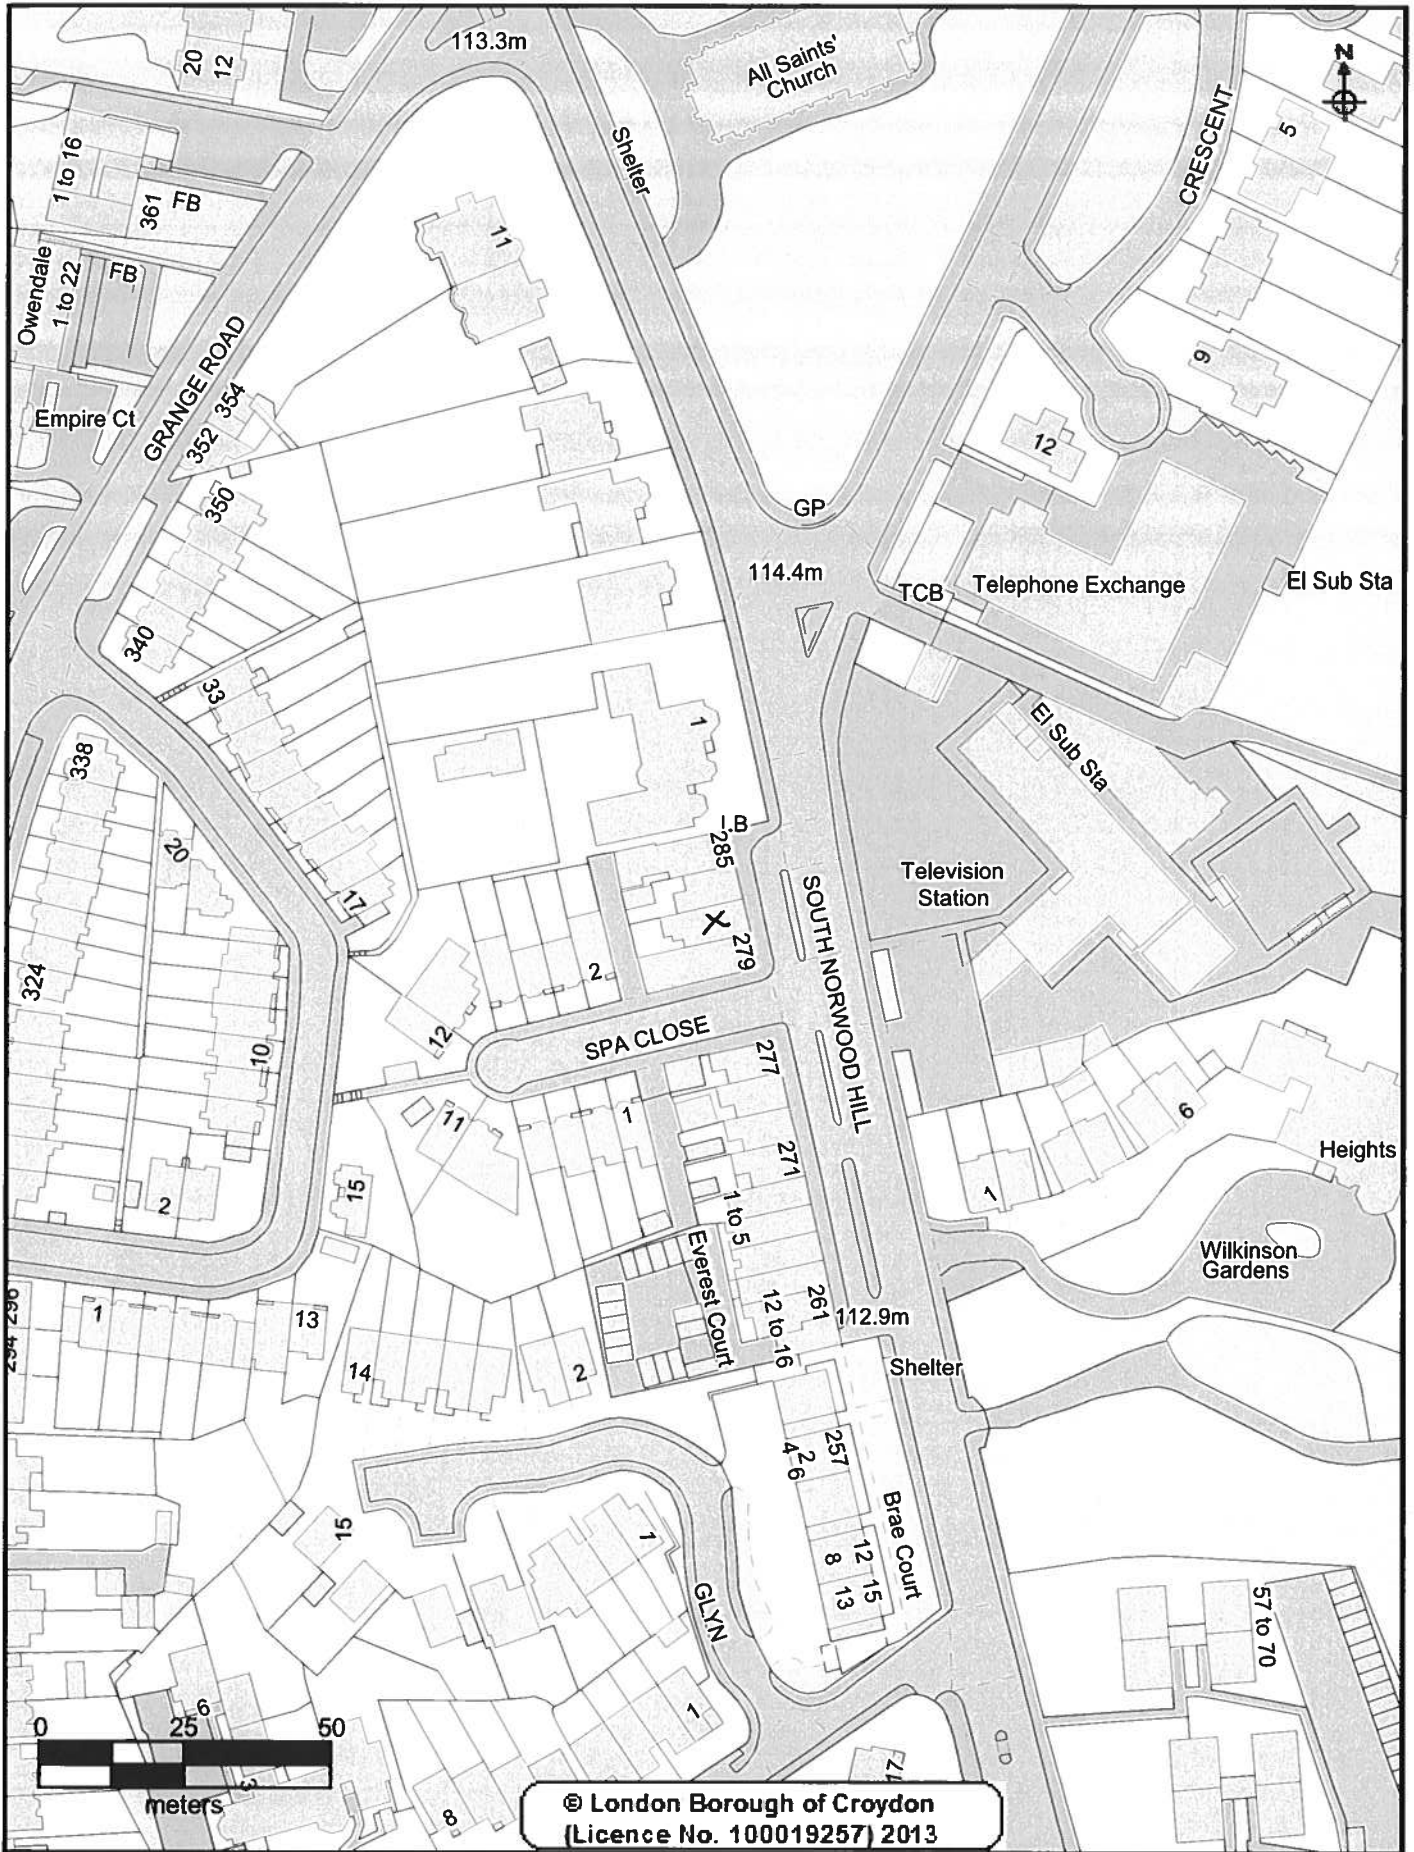 113.3m
All Saints'
Church
N
20
12
CRESCENT
5
Shelter
1 to 16
361
FB
11
Owendale
1 to 22
FB
GRANGE ROAD
9
354
Empire Ct
352
12
350
GP
114.4m
TCB
Telephone Exchange
El Sub Sta
340
33
1
El Sub Sta
338
B
285
20
Television
Station
17
SOUTH NORWOOD HILL
X
279
2
324
12
SPA CLOSE
10
277
11
1
6
271
Heights
15
1
2
1 to 5
Everest Court
Wilkinson
Gardens
294 296
1
13
12 to 16
261
112.9m
Shelter
14
2
257
2
4 6
Brae Court
15
1
12
8
15
13
GLYN
57 to 70
6
1
0 25 50
meters
3
8
17
© London Borough of Croydon
(Licence No. 100019257) 2013